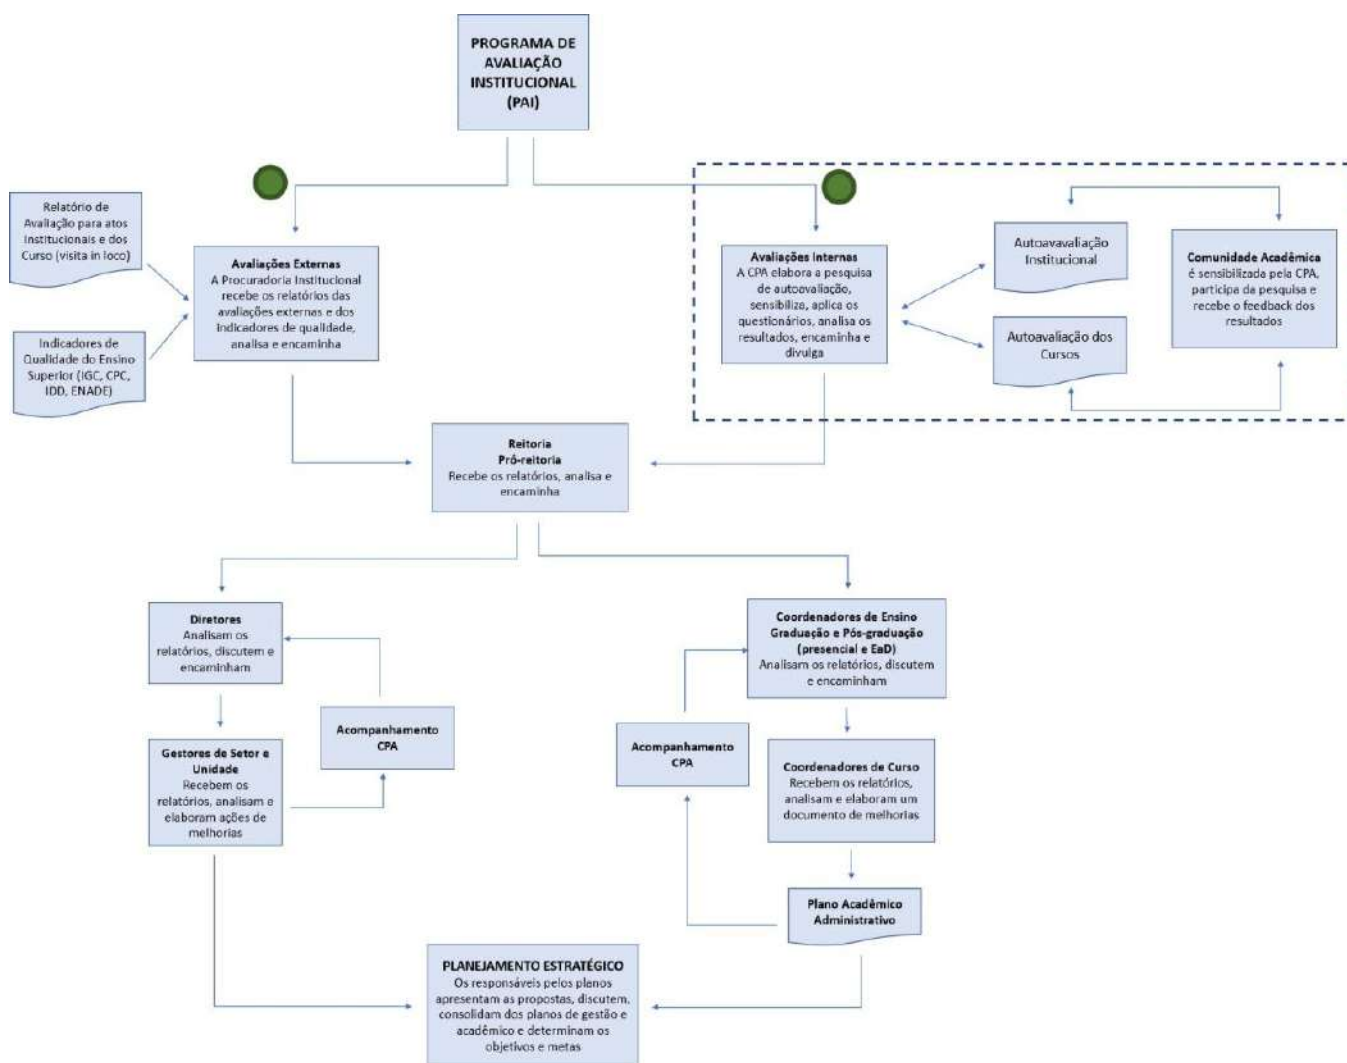 PROGRAMA DE
AVALIAÇÃO
INSTITUCIONAL
(PAI)
Relatório de
Avaliação para atos
Institucionais e dos
Curso (visita in loco)
Indicadores de
Qualidade do Ensino
Superior (IGC, CPC,
IDD, ENADE)
Avaliações Externas
A Procuradoria Institucional
recebe os relatórios das
avaliações externas e dos
indicadores de qualidade,
analisa e encaminha
Avaliações Internas
A CPA elabora a pesquisa
de autoavaliação,
sensibiliza, aplica os
questionários, analisa os
resultados, encaminha e
divulga
Autoavavaliação
Institucional
Autoavaliação dos
Cursos
Comunidade Acadêmica
é sensibilizada pela CPA,
participa da pesquisa e
recebe o feedback dos
resultados
Reitoria
Pró-reitoria
Recebe os relatórios, analisa e
encaminha
Diretores
Analisam os
relatórios, discutem e
encaminham
Gestores de Setor e
Unidade
Recebem os
relatórios, analisam e
elaboram ações de
melhorias
Acompanhamento
CPA
Acompanhamento
CPA
Coordenadores de Ensino
Graduação e Pós-graduação
(presencial e EaD)
Analisam os relatórios, discutem
e encaminham
Coordenadores de Curso
Recebem os relatórios,
analisam e elaboram um
documento de melhorias
Plano Acadêmico
Administrativo
PLANEJAMENTO ESTRATÉGICO
Os responsáveis pelos planos
apresentam as propostas, discutem,
consolidam dos planos de gestão e
acadêmico e determinam os
objetivos e metas